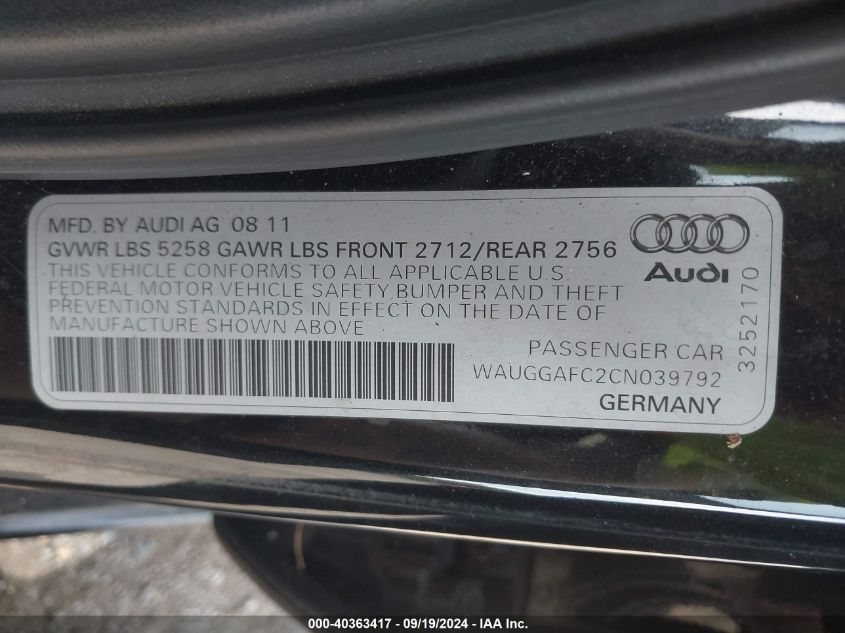 MFD. BY AUDI AG 08 11
GVWR LBS 5258 GAWR LBS FRONT 2712/REAR 2756
THIS VEHICLE CONFORMS TO ALL APPLICABLE U.S.
FEDERAL MOTOR VEHICLE SAFETY,BUMPER AND THEFT
PREVENTION STANDARDS IN EFFECT ON THE DATE OF
MANUFACTURE SHOWN ABOVE
Audi
PASSENGER CAR
WAUGGAFC2CN039792
GERMANY
3252170
000-40363417 - 09/19/2024 - IAA Inc.